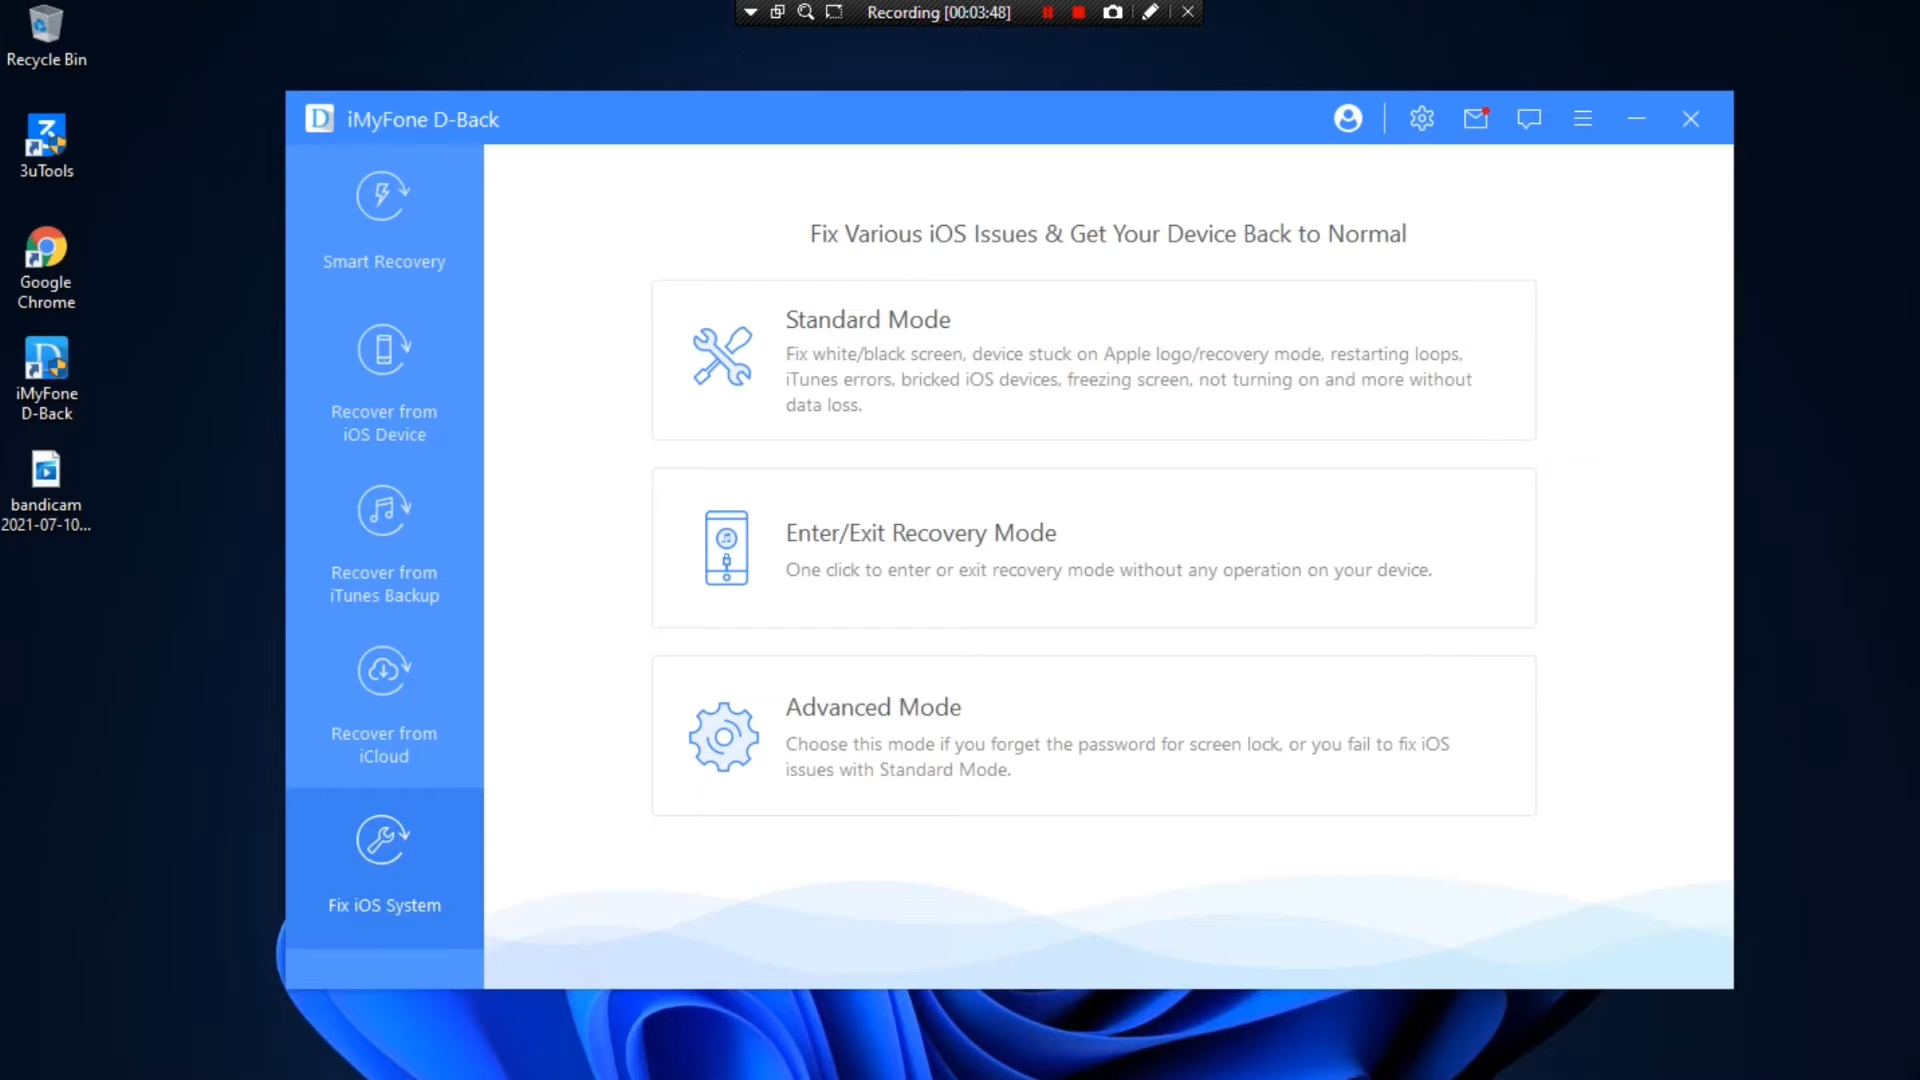 Recording [00:03:48]
Recycle Bin
3uTools
Google
Chrome
iMyFone
D-Back
bandicam
2021-07-10...
D iMyFone D-Back
Smart Recovery
Recover from
iOS Device
Recover from
iTunes Backup
Recover from
iCloud
Fix iOS System
Fix Various iOS Issues & Get Your Device Back to Normal
Standard Mode
Fix white/black screen, device stuck on Apple logo/recovery mode, restarting loops,
iTunes errors, bricked iOS devices, freezing screen, not turning on and more without
data loss.
Enter/Exit Recovery Mode
One click to enter or exit recovery mode without any operation on your device.
Advanced Mode
Choose this mode if you forget the password for screen lock, or you fail to fix iOS
issues with Standard Mode.